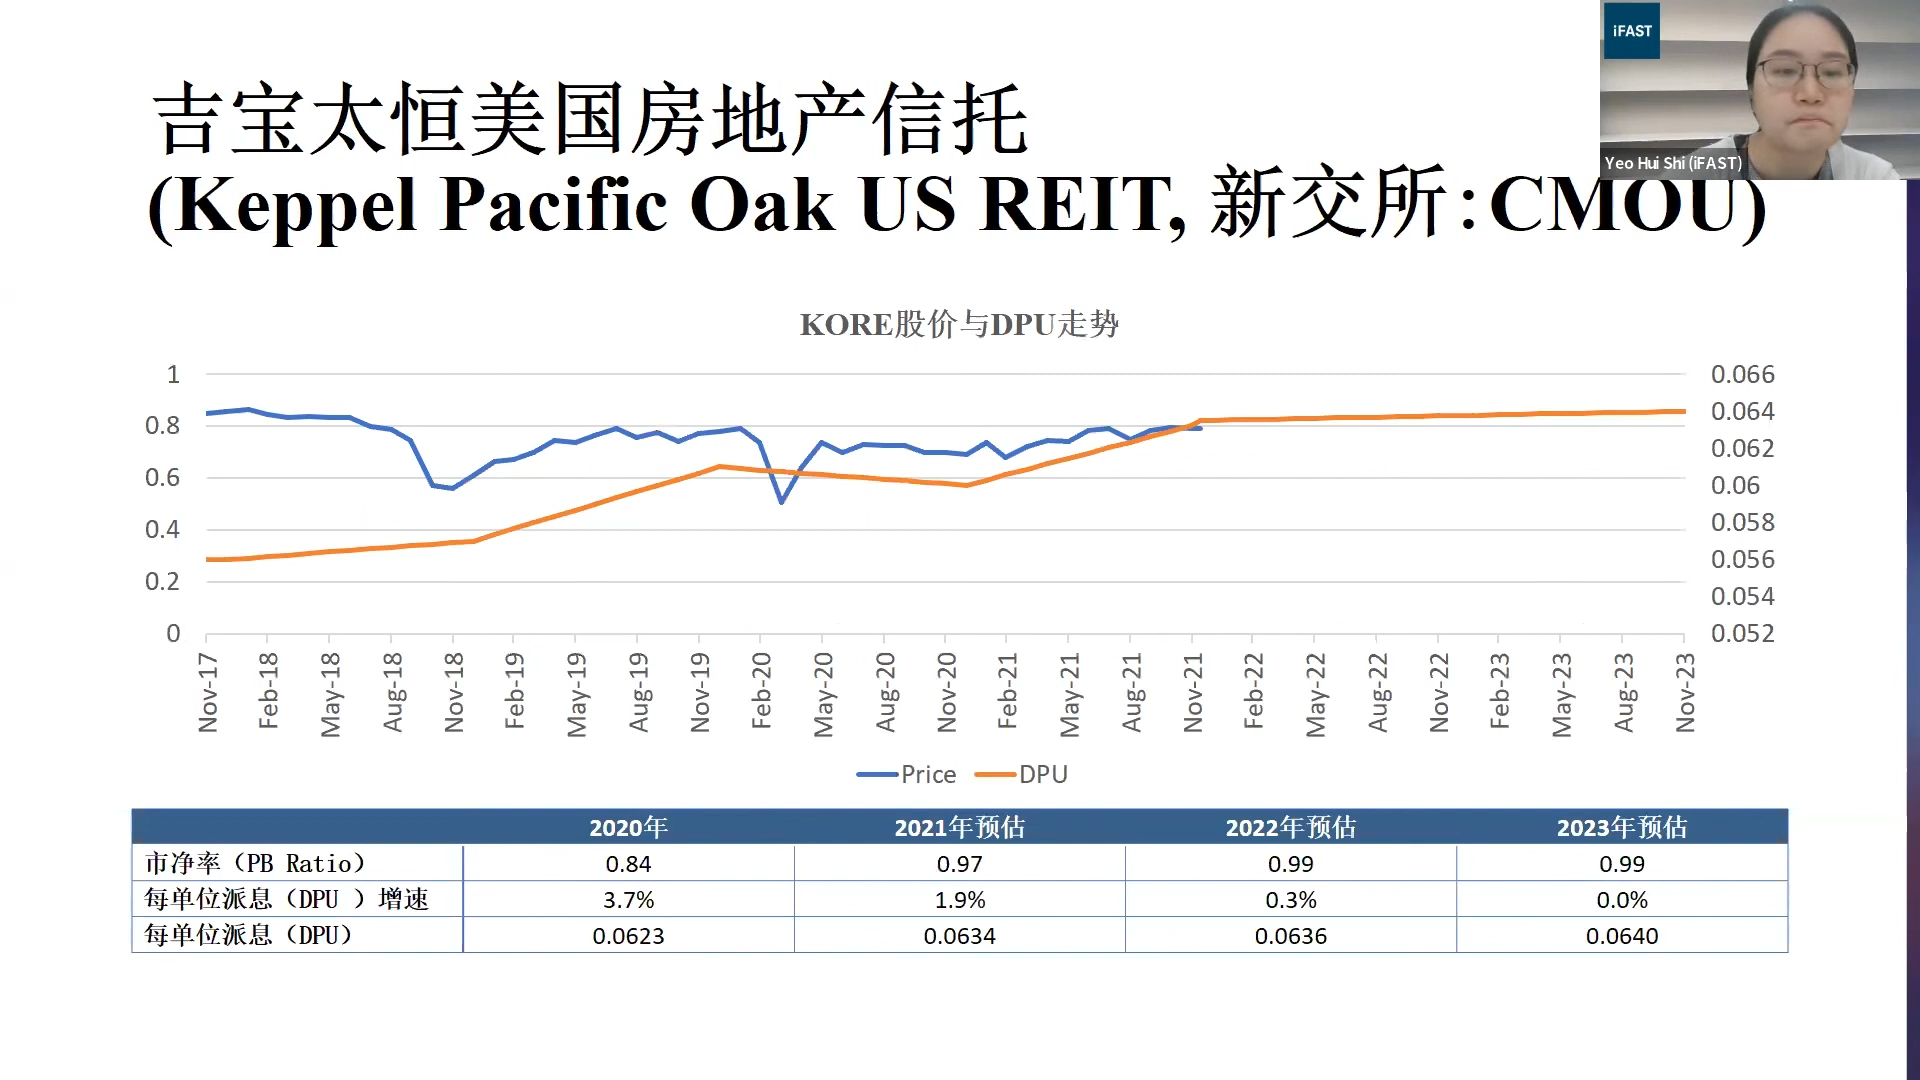 iFAST
Yeo Hui Shi (iFAST)
吉宝太恒美国房地产信托
(Keppel Pacific Oak US REIT, 新交所:CMOU)
KORE股价与DPU走势
1
0.8
0.6
0.4
0.2
0
0.066
0.064
0.062
0.06
0.058
0.056
0.054
0.052
Nov-17 Feb-18 May-18 Aug-18 Nov-18 Feb-19 May-19 Aug-19 Nov-19 Feb-20 May-20 Aug-20 Nov-20 Feb-21 May-21 Aug-21 Nov-21 Feb-22 May-22 Aug-22 Nov-22 Feb-23 May-23 Aug-23 Nov-23
Price DPU
2020年 2021年预估 2022年预估 2023年预估
市净率（PB Ratio） 0.84 0.97 0.99 0.99
每单位派息（DPU ）增速 3.7% 1.9% 0.3% 0.0%
每单位派息（DPU） 0.0623 0.0634 0.0636 0.0640